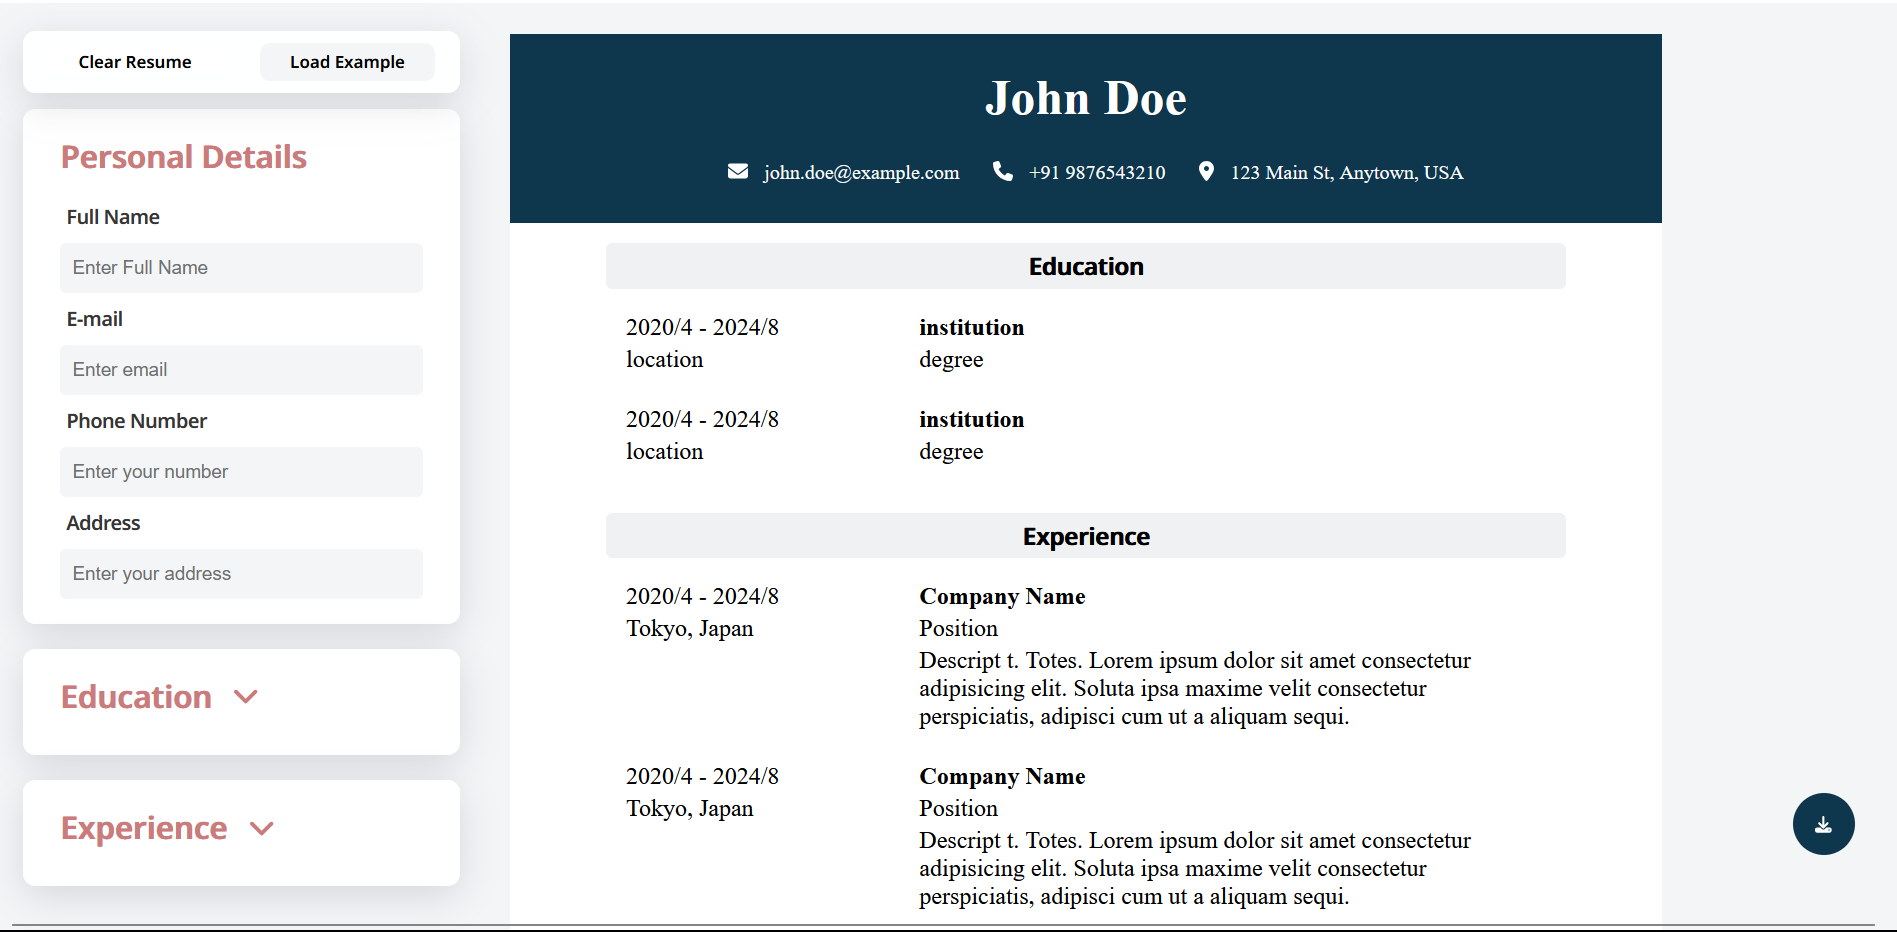 Clear Resume
Load Example
Personal Details
Full Name
Enter Full Name
E-mail
Enter email
Phone Number
Enter your number
Address
Enter your address
Education
Experience
John Doe
john.doe@example.com +91 9876543210 123 Main St, Anytown, USA
Education
2020/4 - 2024/8
location
institution
degree
2020/4 - 2024/8
location
institution
degree
Experience
2020/4 - 2024/8
Tokyo, Japan
Company Name
Position
Descript t. Totes. Lorem ipsum dolor sit amet consectetur
adipisicing elit. Soluta ipsa maxime velit consectetur
perspiciatis, adipisci cum ut a aliquam sequi.
2020/4 - 2024/8
Tokyo, Japan
Company Name
Position
Descript t. Totes. Lorem ipsum dolor sit amet consectetur
adipisicing elit. Soluta ipsa maxime velit consectetur
perspiciatis, adipisci cum ut a aliquam sequi.